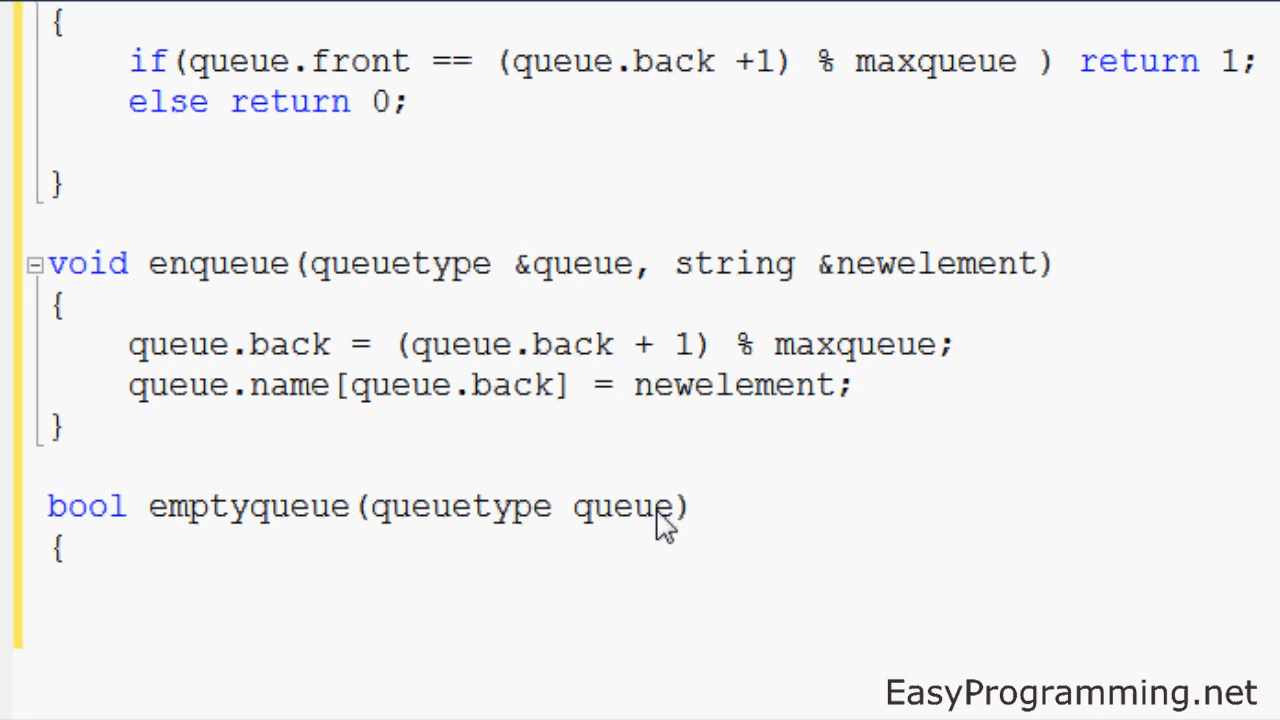 {
if(queue.front == (queue.back +1) % maxqueue ) return 1;
else return 0;
}
void enqueue(queuetype &queue, string &newelement)
{
queue.back = (queue.back + 1) % maxqueue;
queue.name[queue.back] = newelement;
}
bool emptyqueue(queuetype queue)
{
EasyProgramming.net